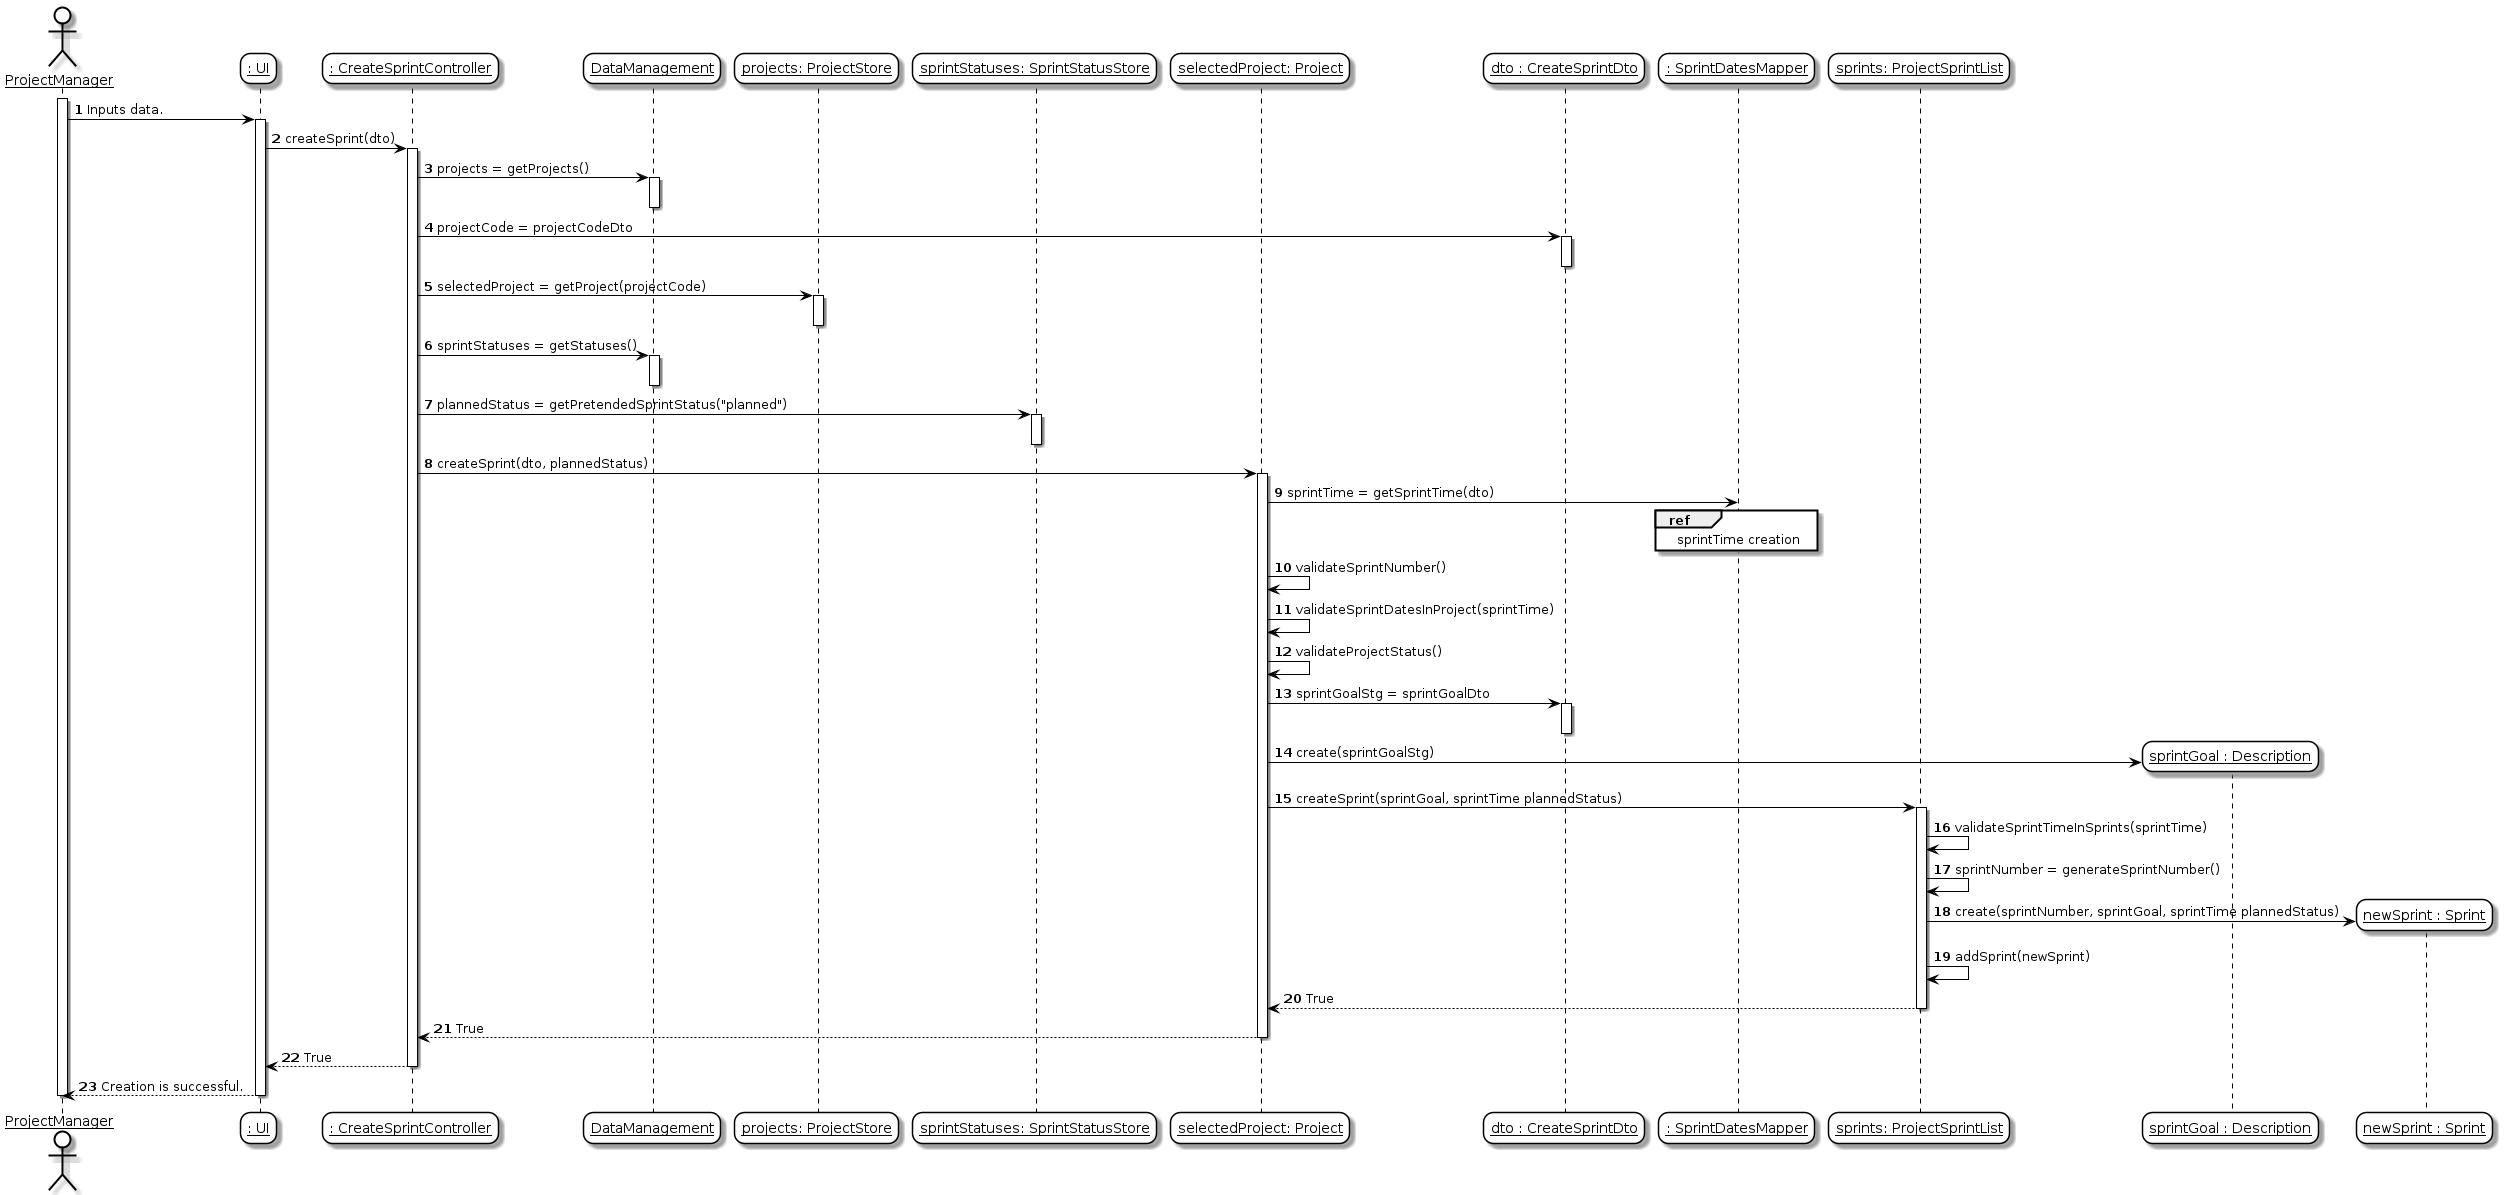 ProjectManager
: UI
: CreateSprintController
DataManagement
projects: ProjectStore
sprintStatuses: SprintStatusStore
selectedProject: Project
dto : CreateSprintDto
: SprintDatesMapper
sprints: ProjectSprintList
1 Inputs data.
2 createSprint(dto)
3 projects = getProjects()
4 projectCode = projectCodeDto
5 selectedProject = getProject(projectCode)
6 sprintStatuses = getStatuses()
7 plannedStatus = getPretendedSprintStatus("planned")
8 createSprint(dto, plannedStatus)
9 sprintTime = getSprintTime(dto)
ref
sprintTime creation
10 validateSprintNumber()
11 validateSprintDatesInProject(sprintTime)
12 validateProjectStatus()
13 sprintGoalStg = sprintGoalDto
14 create(sprintGoalStg)
sprintGoal : Description
15 createSprint(sprintGoal, sprintTime plannedStatus)
16 validateSprintTimeInSprints(sprintTime)
17 sprintNumber = generateSprintNumber()
18 create(sprintNumber, sprintGoal, sprintTime plannedStatus)
newSprint : Sprint
19 addSprint(newSprint)
20 True
21 True
22 True
23 Creation is successful.
ProjectManager
: UI
: CreateSprintController
DataManagement
projects: ProjectStore
sprintStatuses: SprintStatusStore
selectedProject: Project
dto : CreateSprintDto
: SprintDatesMapper
sprints: ProjectSprintList
sprintGoal : Description
newSprint : Sprint